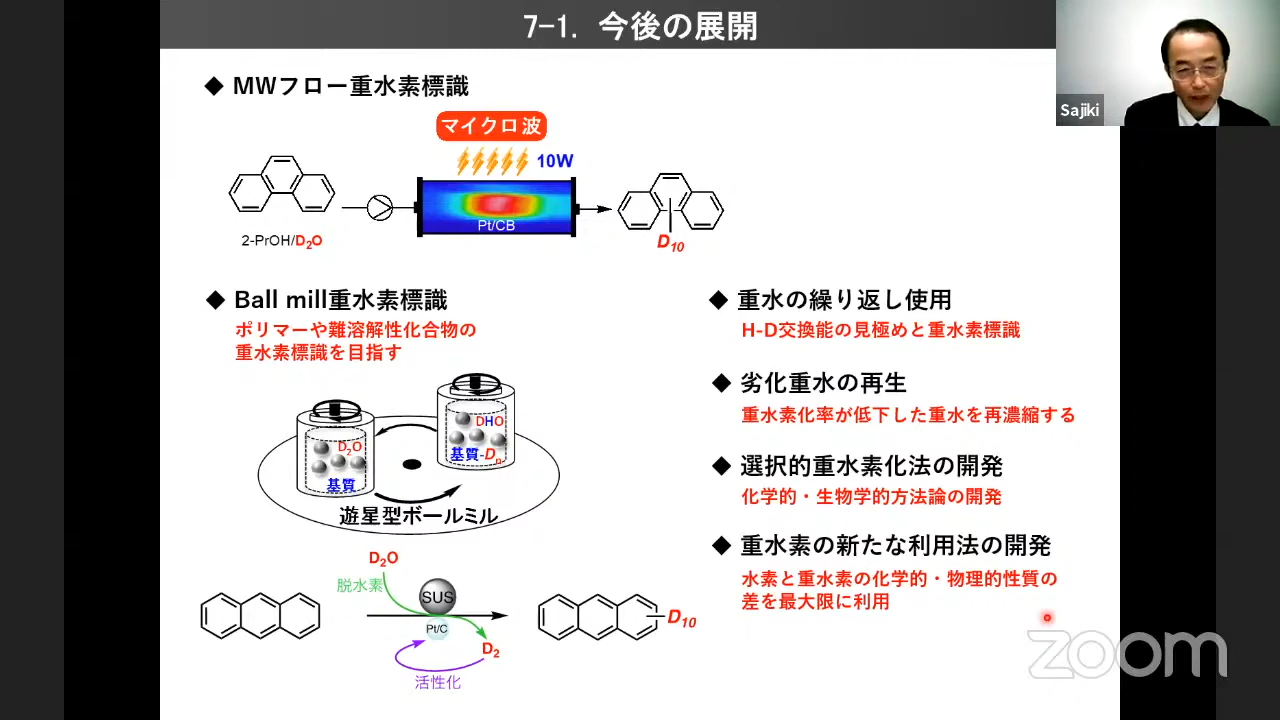 7-1. 今後の展開
Sajiki
◆ MWフロー重水素標識
マイクロ波
10W
Pt/CB
2-PrOH/D2O
D10
◆ Ball mill重水素標識
ポリマーや難溶解性化合物の
重水素標識を目指す
D2O
基質
DHO
基質-Dn
遊星型ボールミル
D2O
脱水素
SUS
Pt/C
D2
活性化
D10
◆ 重水の繰り返し使用
H-D交換能の見極めと重水素標識
◆ 劣化重水の再生
重水素化率が低下した重水を再濃縮する
◆ 選択的重水素化法の開発
化学的・生物学的方法論の開発
◆ 重水素の新たな利用法の開発
水素と重水素の化学的・物理的性質の
差を最大限に利用
zoom